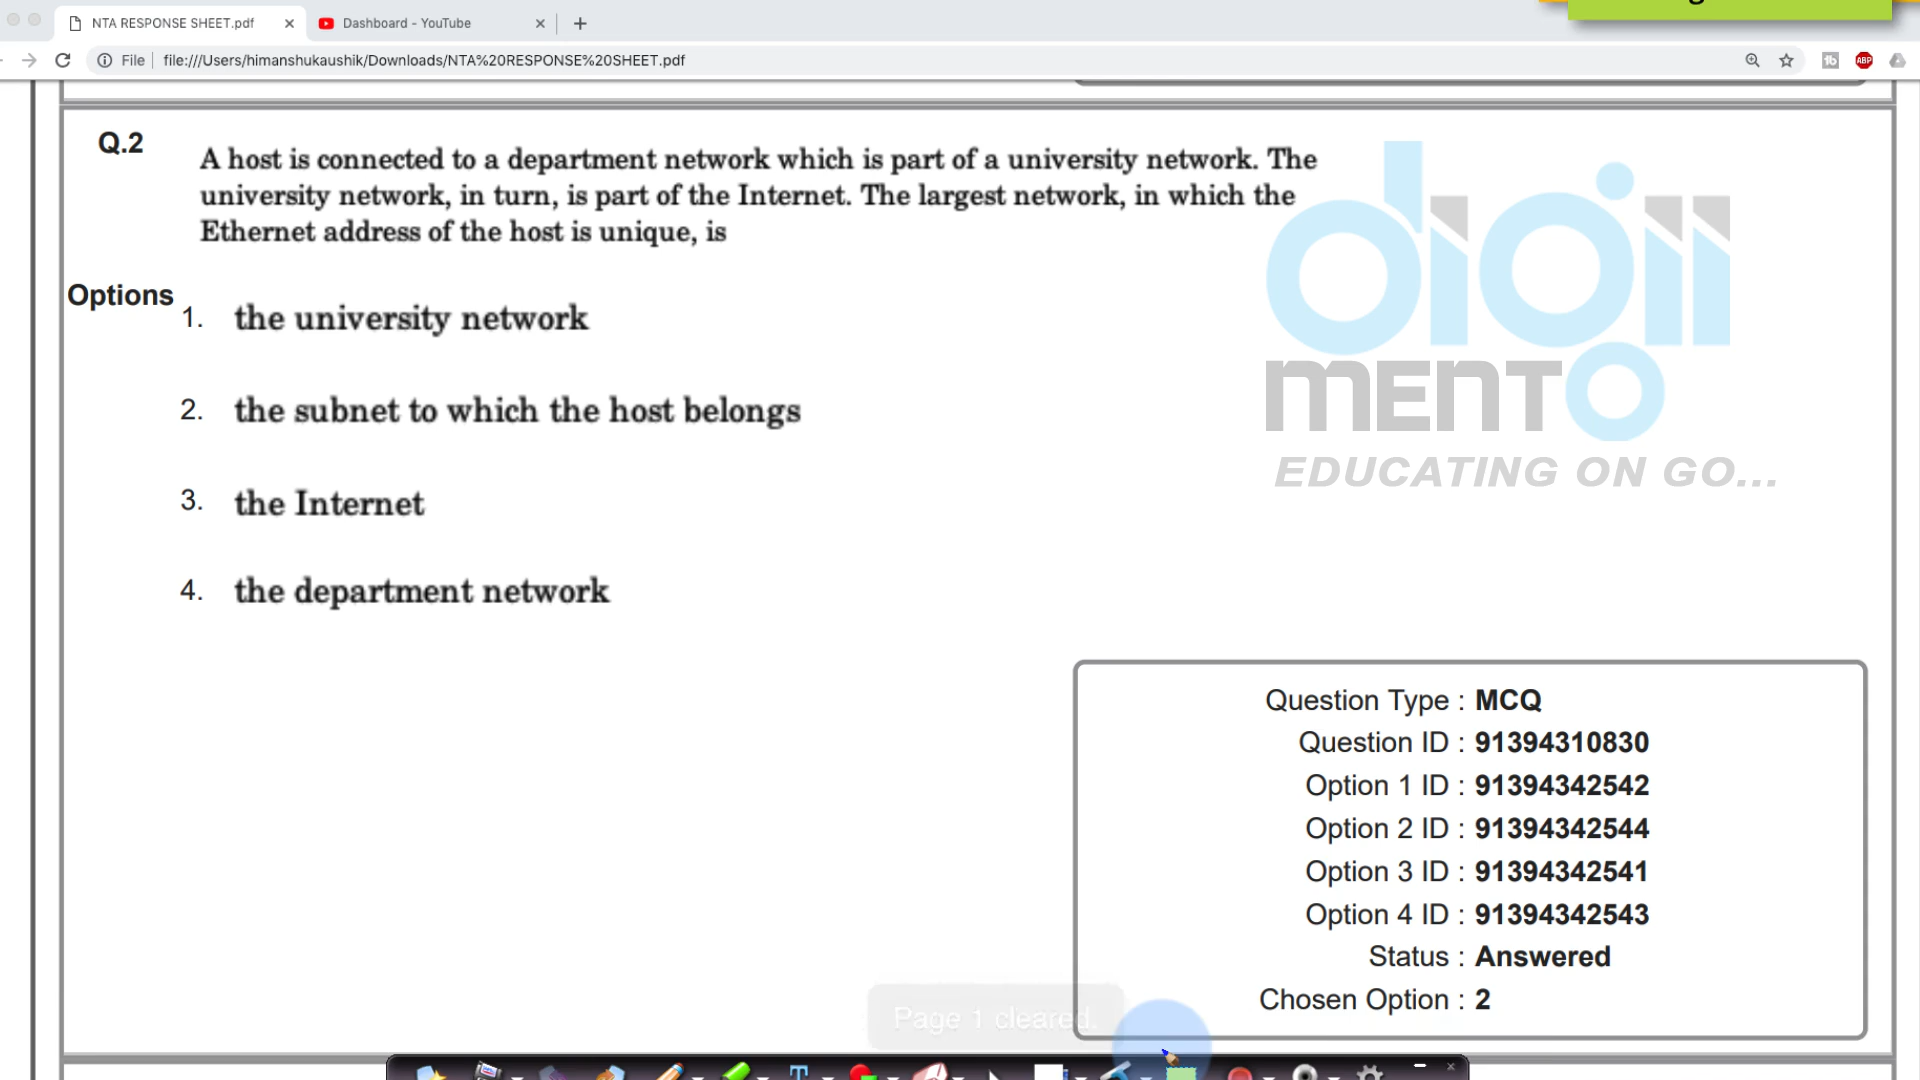 NTA RESPONSE SHEET.pdf
Dashboard - YouTube
File
file:///Users/himanshukaushik/Downloads/NTA%20RESPONSE%20SHEET.pdf
ABP
Q.2
A host is connected to a department network which is part of a university network. The
university network, in turn, is part of the Internet. The largest network, in which the
Ethernet address of the host is unique, is
Options
1. the university network
2. the subnet to which the host belongs
3. the Internet
4. the department network
digii
MENTO
EDUCATING ON GO...
Question Type : MCQ
Question ID : 91394310830
Option 1 ID : 91394342542
Option 2 ID : 91394342544
Option 3 ID : 91394342541
Option 4 ID : 91394342543
Status : Answered
Chosen Option : 2
Page 1 cleared.